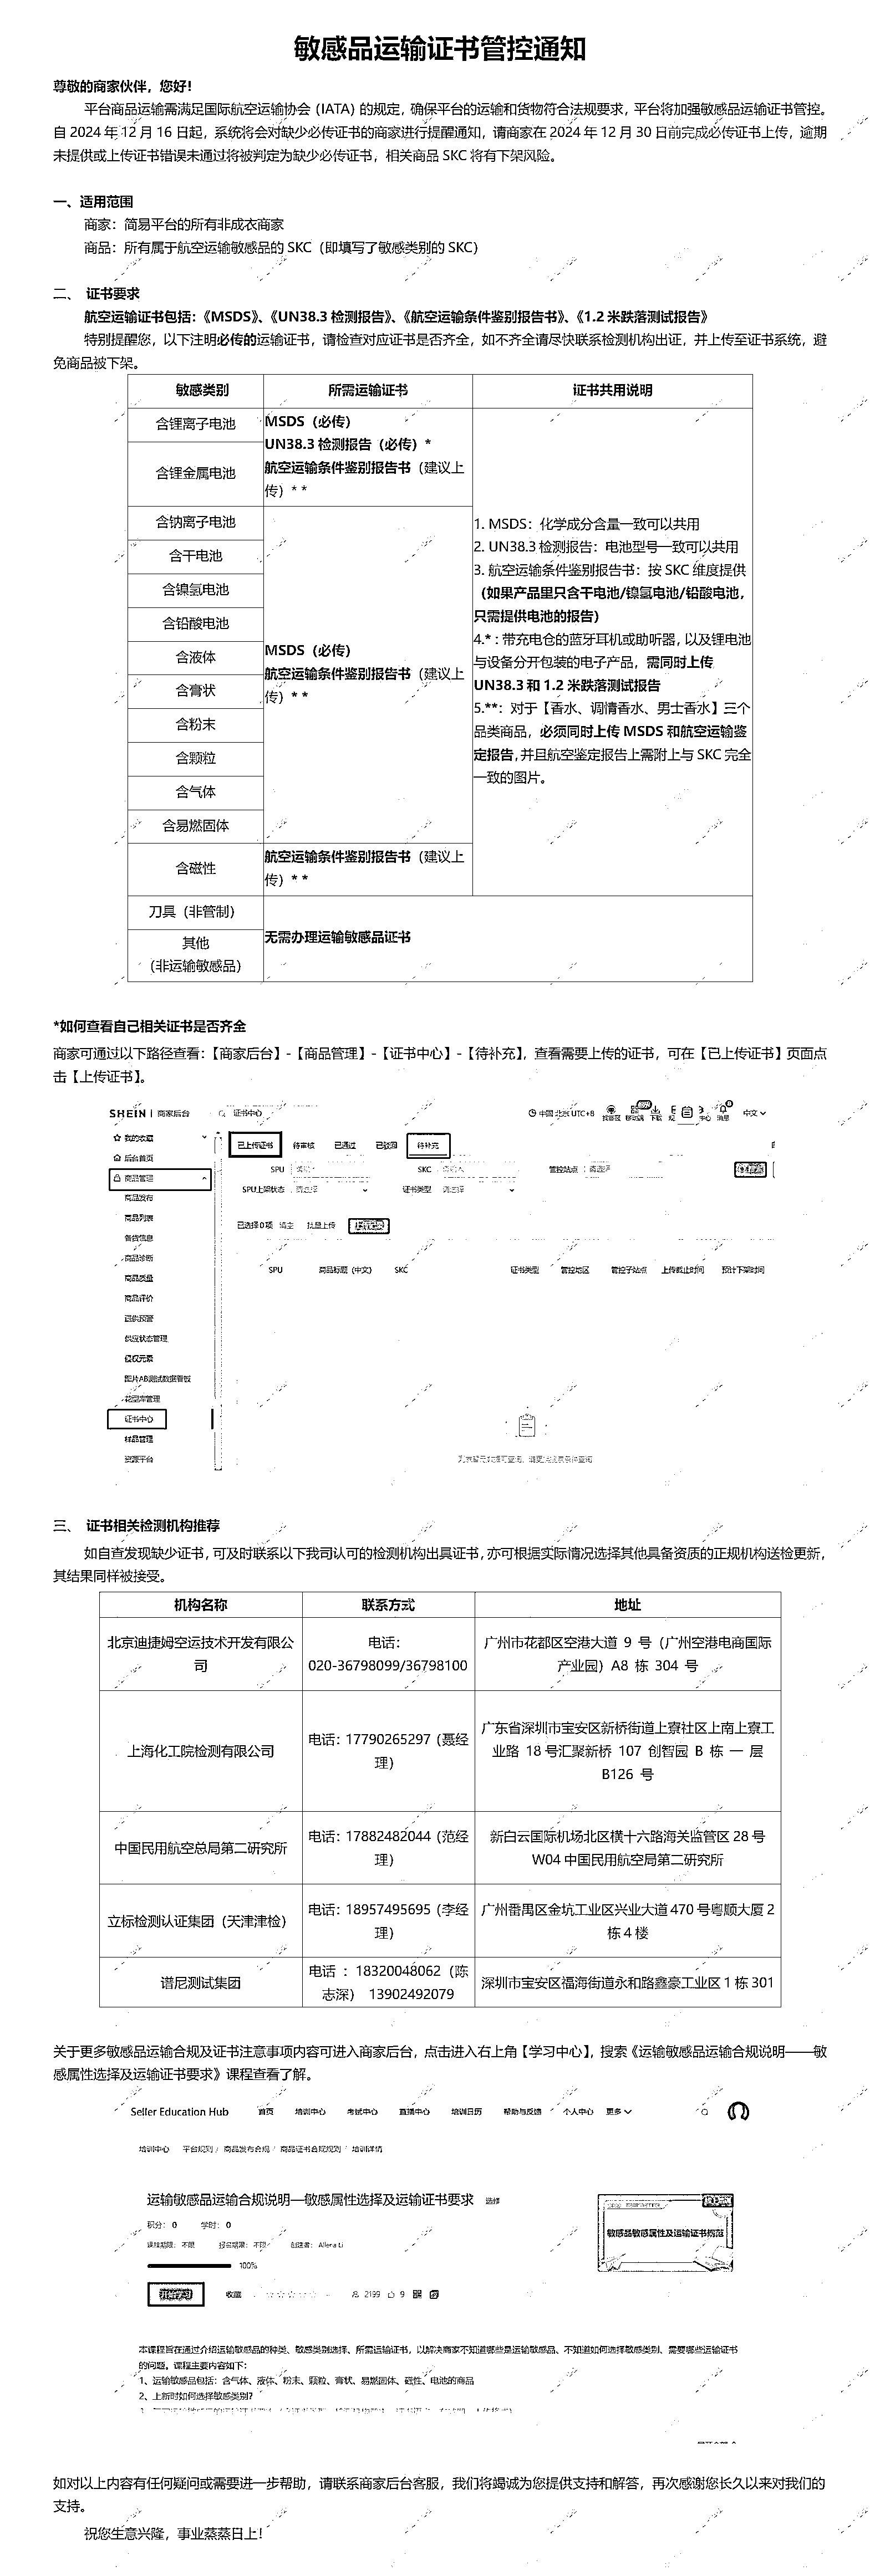 敏感品运输证书管控通知
尊敬的商家伙伴，您好！
平台商品运输需满足国际航空运输协会（IATA）的规定，确保平台的运输和货物符合法规要求，平台将加强敏感品运输证书管控。
自 2024 年 12 月 16 日起，系统将会对缺少必传证书的商家进行提醒通知，请商家在 2024 年 12 月 30 日前完成必传证书上传，逾期
未提供或上传证书错误未通过将被判定为缺少必传证书，相关商品 SKC 将有下架风险。
一、适用范围
商家：简易平台的所有非成衣商家
商品：所有属于航空运输敏感品的 SKC（即填写了敏感类别的 SKC）
二、 证书要求
航空运输证书包括：《MSDS》、《UN38.3 检测报告》、《航空运输条件鉴别报告书》、《1.2 米跌落测试报告》
特别提醒您，以下注明必传的运输证书，请检查对应证书是否齐全，如不齐全请尽快联系检测机构出证，并上传至证书系统，避
免商品被下架。
敏感类别 所需运输证书 证书共用说明
含锂离子电池
含锂金属电池
MSDS（必传）
UN38.3 检测报告（必传）*
航空运输条件鉴别报告书（建议上
传）* *
含钠离子电池
含干电池
含镍氢电池
含铅酸电池
含液体
含膏状
含粉末
含颗粒
含气体
含易燃固体
MSDS（必传）
航空运输条件鉴别报告书（建议上
传）* *
含磁性
航空运输条件鉴别报告书（建议上
传）* *
1. MSDS：化学成分含量一致可以共用
2. UN38.3 检测报告：电池型号一致可以共用
3. 航空运输条件鉴别报告书：按 SKC 维度提供
（如果产品里只含干电池/镍氢电池/铅酸电池，
只需提供电池的报告）
4.*：带充电仓的蓝牙耳机或助听器，以及锂电池
与设备分开包装的电子产品，需同时上传
UN38.3 和 1.2 米跌落测试报告
5.**：对于【香水、调情香水、男士香水】三个
品类商品，必须同时上传 MSDS 和航空运输鉴
定报告，并且航空鉴定报告上需附上与 SKC 完全
一致的图片。
刀具（非管制）
其他
（非运输敏感品）
无需办理运输敏感品证书
*如何查看自己相关证书是否齐全
商家可通过以下路径查看：【商家后台】-【商品管理】-【证书中心】-【待补充】，查看需要上传的证书，可在【已上传证书】页面点
击【上传证书】。
SHEIN | 商家后台 证书中心 中国 北京 UTC+8 下载 消息 中文
我的收藏
后台首页
商品管理
商品发布
商品列表
备货信息
商品诊断
商品质量
商品评价
供应状态管理
侵权元素
图片AB测试数据看板
证书中心
样品管理
资源平台
已上传证书 待审核 已通过 已驳回 待补充
SPU 请输入 SKC 请输入 管控站点 请选择
SPU上架状态 请选择 证书类型 请选择
已选择 0 项 清空 批量上传
SPU 商品标题（中文） SKC 证书类型 管控地区 管控子站点 上传截止时间 预计下架时间
三、 证书相关检测机构推荐
如自查发现缺少证书，可及时联系以下我司认可的检测机构出具证书，亦可根据实际情况选择其他具备资质的正规机构送检更新，
其结果同样被接受。
机构名称 联系方式 地址
北京迪捷姆空运技术开发有限公
司
电话：
020-36798099/36798100
广州市花都区空港大道 9 号（广州空港电商国际
产业园）A8 栋 304 号
上海化工院检测有限公司
电话：17790265297（聂经
理）
广东省深圳市宝安区新桥街道上寮社区上南上寮工
业路 18 号汇聚新桥 107 创智园 B 栋 一 层
B126 号
中国民用航空总局第二研究所
电话：17882482044（范经
理）
新白云国际机场北区横十六路海关监管区 28 号
W04 中国民用航空局第二研究所
立标检测认证集团（天津津检）
电话：18957495695（李经
理）
广州番禺区金坑工业区兴业大道 470 号粤顺大厦 2
栋 4 楼
谱尼测试集团
电话 ：18320048062（陈
志深） 13902492079
深圳市宝安区福海街道永和路鑫豪工业区 1 栋 301
关于更多敏感品运输合规及证书注意事项内容可进入商家后台，点击进入右上角【学习中心】，搜索《运输敏感品运输合规说明——敏
感属性选择及运输证书要求》课程查看了解。
Seller Education Hub 首页 培训中心 考试中心 直播中心 培训日历 帮助与反馈 个人中心 更多
培训中心 平台规则 / 商品发布合规 / 商品证书合规规则 / 培训详情
运输敏感品运输合规说明—敏感属性选择及运输证书要求 选修
积分：0 学时：0
100%
开始学习 收藏 2199 9
敏感品敏感属性及运输证书规范
本课程旨在通过介绍运输敏感品的种类、敏感类别选择、所需运输证书，以解决商家不知道哪些是运输敏感品、不知道如何选择敏感类别、需要哪些运输证书
的问题。课程主要内容如下：
1、运输敏感品包括：含气体、液体、粉末、颗粒、膏状、易燃固体、磁性、电池的商品
2、上新时如何选择敏感类别？
如对以上内容有任何疑问或需要进一步帮助，请联系商家后台客服，我们将竭诚为您提供支持和解答，再次感谢您长久以来对我们的
支持。
祝您生意兴隆，事业蒸蒸日上！